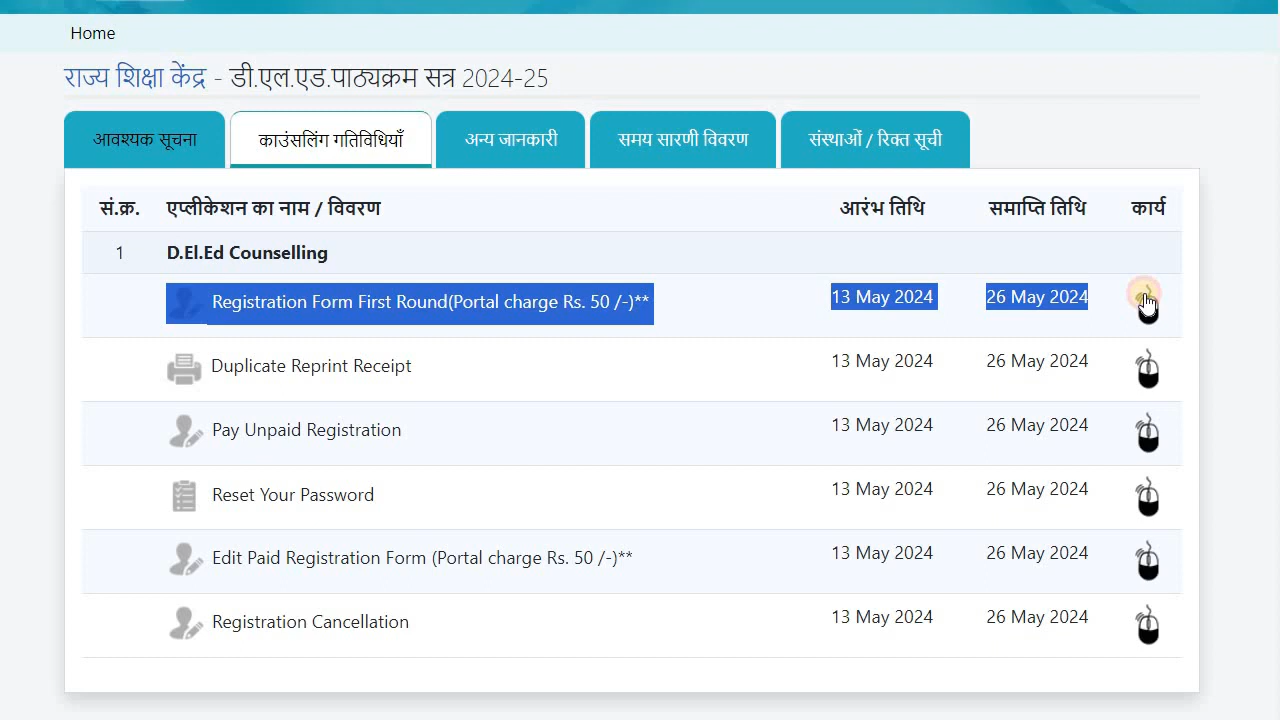 Home
राज्य शिक्षा केंद्र - डी.एल.एड.पाठ्यक्रम सत्र 2024-25
आवश्यक सूचना काउंसलिंग गतिविधियाँ अन्य जानकारी समय सारणी विवरण संस्थाओं / रिक्त सूची
सं.क्र. एप्लीकेशन का नाम / विवरण आरंभ तिथि समाप्ति तिथि कार्य
1 D.El.Ed Counselling
Registration Form First Round(Portal charge Rs. 50 /-)** 13 May 2024 26 May 2024
Duplicate Reprint Receipt 13 May 2024 26 May 2024
Pay Unpaid Registration 13 May 2024 26 May 2024
Reset Your Password 13 May 2024 26 May 2024
Edit Paid Registration Form (Portal charge Rs. 50 /-)** 13 May 2024 26 May 2024
Registration Cancellation 13 May 2024 26 May 2024